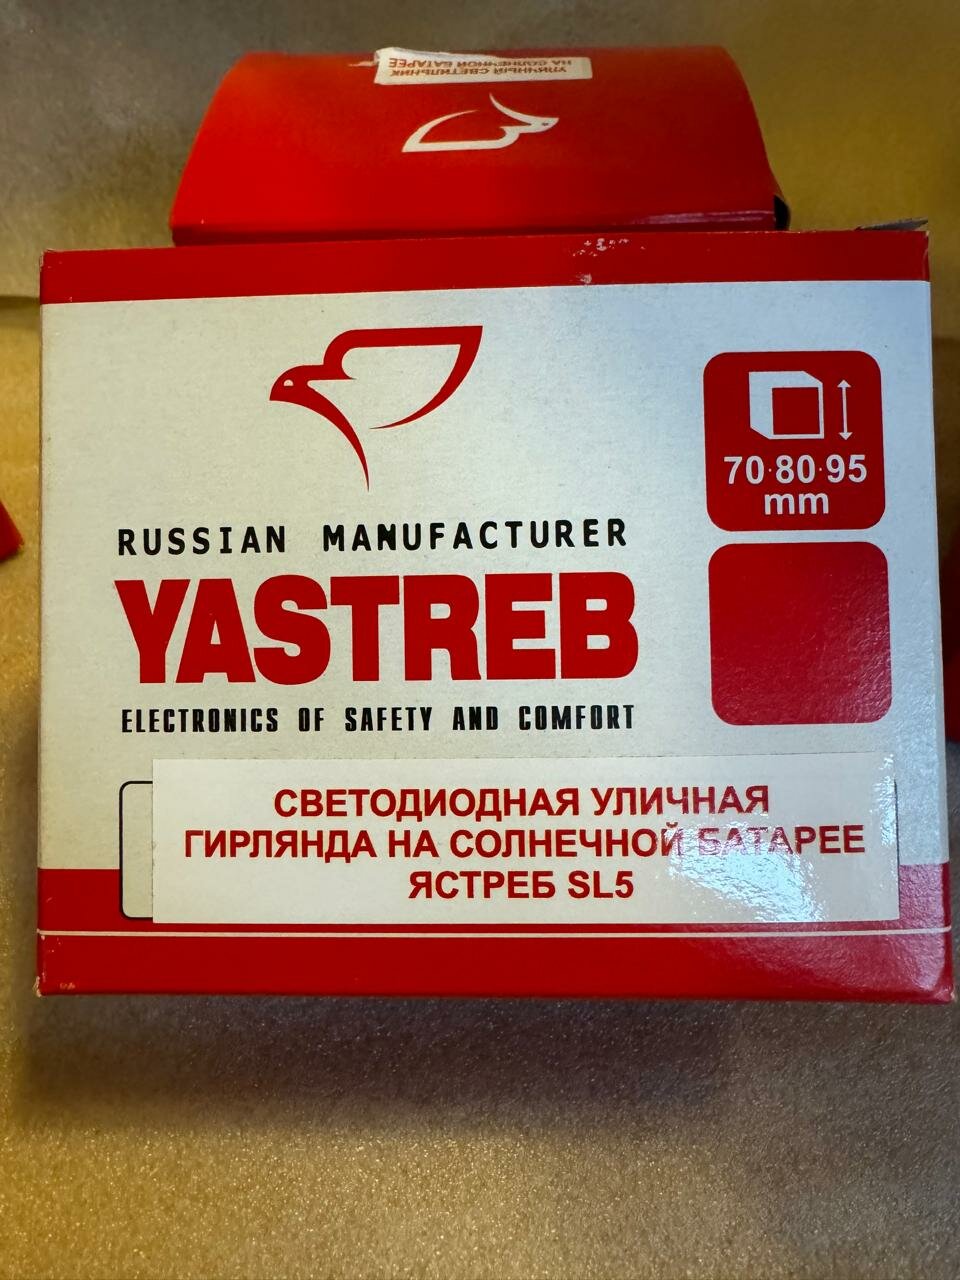 УЛИЧНЫЙ СВЕТИЛЬНИК
НА СОЛНЕЧНОЙ БАТАРЕЕ
70·80·95
mm
RUSSIAN MANUFACTURER
YASTREB
ELECTRONICS OF SAFETY AND COMFORT
СВЕТОДИОДНАЯ УЛИЧНАЯ
ГИРЛЯНДА НА СОЛНЕЧНОЙ БАТАРЕЕ
ЯСТРЕБ SL5